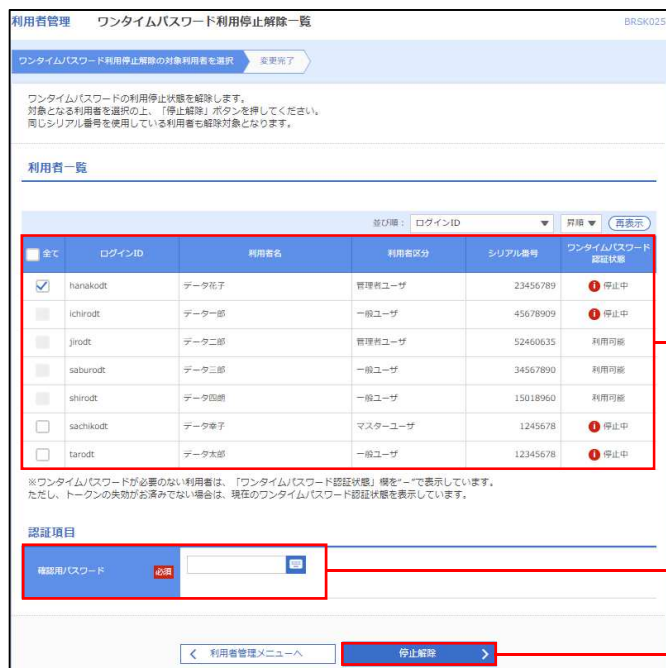 利用者管理 ワンタイムパスワード利用停止解除一覧 BRSK025
ワンタイムパスワード利用停止解除の対象利用者を選択 変更完了
ワンタイムパスワードの利用停止状態を解除します。
対象となる利用者を選択の上、「停止解除」ボタンを押してください。
同じシリアル番号を使用している利用者も解除対象となります。
利用者一覧
並び順： ログインID 昇順 再表示
全て ログインID 利用者名 利用者区分 シリアル番号 ワンタイムパスワード認証状態
hanakodt データ花子 管理者ユーザ 23456789 停止中
ichirodt データ一郎 一般ユーザ 45678909 停止中
jirodt データ二郎 管理者ユーザ 52460635 利用可能
saburodt データ三郎 一般ユーザ 34567890 利用可能
shirodt データ四朗 一般ユーザ 15018960 利用可能
sachikodt データ幸子 マスターユーザ 1245678 停止中
tarodt データ太郎 一般ユーザ 12345678 停止中
※ワンタイムパスワードが必要のない利用者は、「ワンタイムパスワード認証状態」欄を"－"で表示しています。
ただし、トークンの失効がお済みでない場合は、現在のワンタイムパスワード認証状態を表示しています。
認証項目
確認用パスワード 必須
利用者管理メニューへ 停止解除